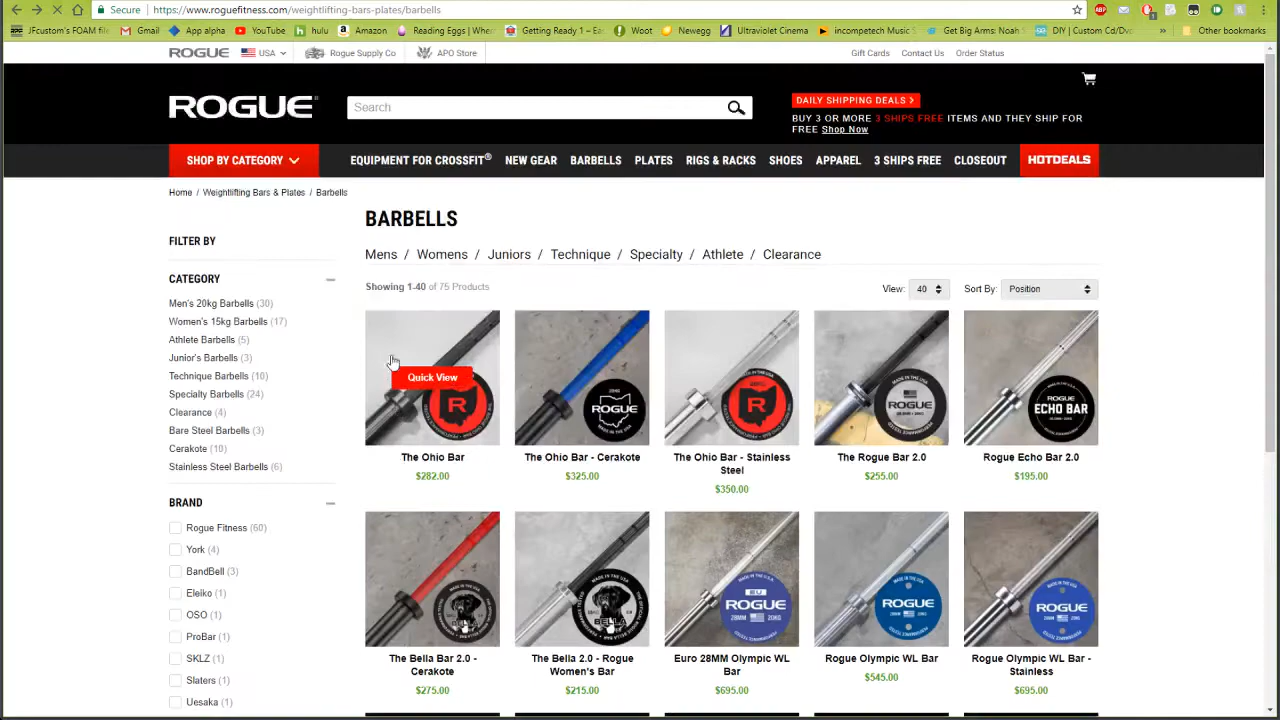 Secure https://www.roguefitness.com/weightlifting-bars-plates/barbells
JFcustom's FOAM file Gmail App alpha YouTube hulu Amazon Reading Eggs | Wher Getting Ready 1 – Eas Woot Newegg Ultraviolet Cinema incompetech Music S Get Big Arms: Noah S DIY | Custom Cd/Dvd » Other bookmarks
ROGUE USA Rogue Supply Co APO Store Gift Cards Contact Us Order Status
ROGUE®
Search
DAILY SHIPPING DEALS >
BUY 3 OR MORE 3 SHIPS FREE ITEMS AND THEY SHIP FOR
FREE Shop Now
SHOP BY CATEGORY EQUIPMENT FOR CROSSFIT® NEW GEAR BARBELLS PLATES RIGS & RACKS SHOES APPAREL 3 SHIPS FREE CLOSEOUT HOTDEALS
Home / Weightlifting Bars & Plates / Barbells
FILTER BY
CATEGORY
Men's 20kg Barbells (30)
Women's 15kg Barbells (17)
Athlete Barbells (5)
Junior's Barbells (3)
Technique Barbells (10)
Specialty Barbells (24)
Clearance (4)
Bare Steel Barbells (3)
Cerakote (10)
Stainless Steel Barbells (6)
BRAND
Rogue Fitness (60)
York (4)
BandBell (3)
Eleiko (1)
OSO (1)
ProBar (1)
SKLZ (1)
Slaters (1)
Uesaka (1)
BARBELLS
Mens / Womens / Juniors / Technique / Specialty / Athlete / Clearance
Showing 1-40 of 75 Products
View: 40 Sort By: Position
Quick View
R
ROGUE
R
ROGUE
ROGUE
ECHO BAR
The Ohio Bar
$282.00
The Ohio Bar - Cerakote
$325.00
The Ohio Bar - Stainless
Steel
$350.00
The Rogue Bar 2.0
$255.00
Rogue Echo Bar 2.0
$195.00
BELLA
BELLA
EU
ROGUE
28MM 20KG
ROGUE
ROGUE
The Bella Bar 2.0 -
Cerakote
$275.00
The Bella 2.0 - Rogue
Women's Bar
$215.00
Euro 28MM Olympic WL
Bar
$695.00
Rogue Olympic WL Bar
$545.00
Rogue Olympic WL Bar -
Stainless
$695.00